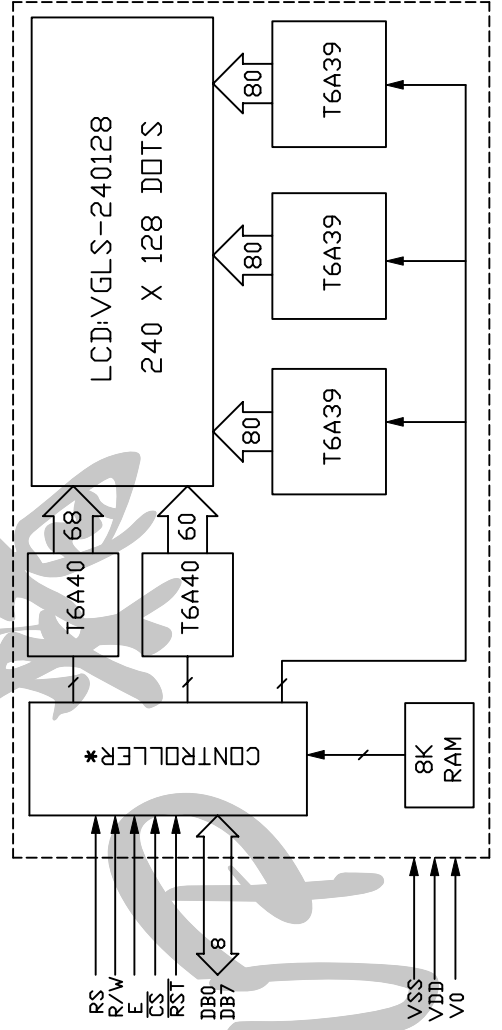 LCD:VGLS-240128
240 X 128 DOTS
80
80
80
T6A39
T6A39
T6A39
68
60
T6A40
T6A40
CONTROLLER*
8K
RAM
RS
R/W
E
CS
RST
8
DB0
DB7
VSS
VDD
V0